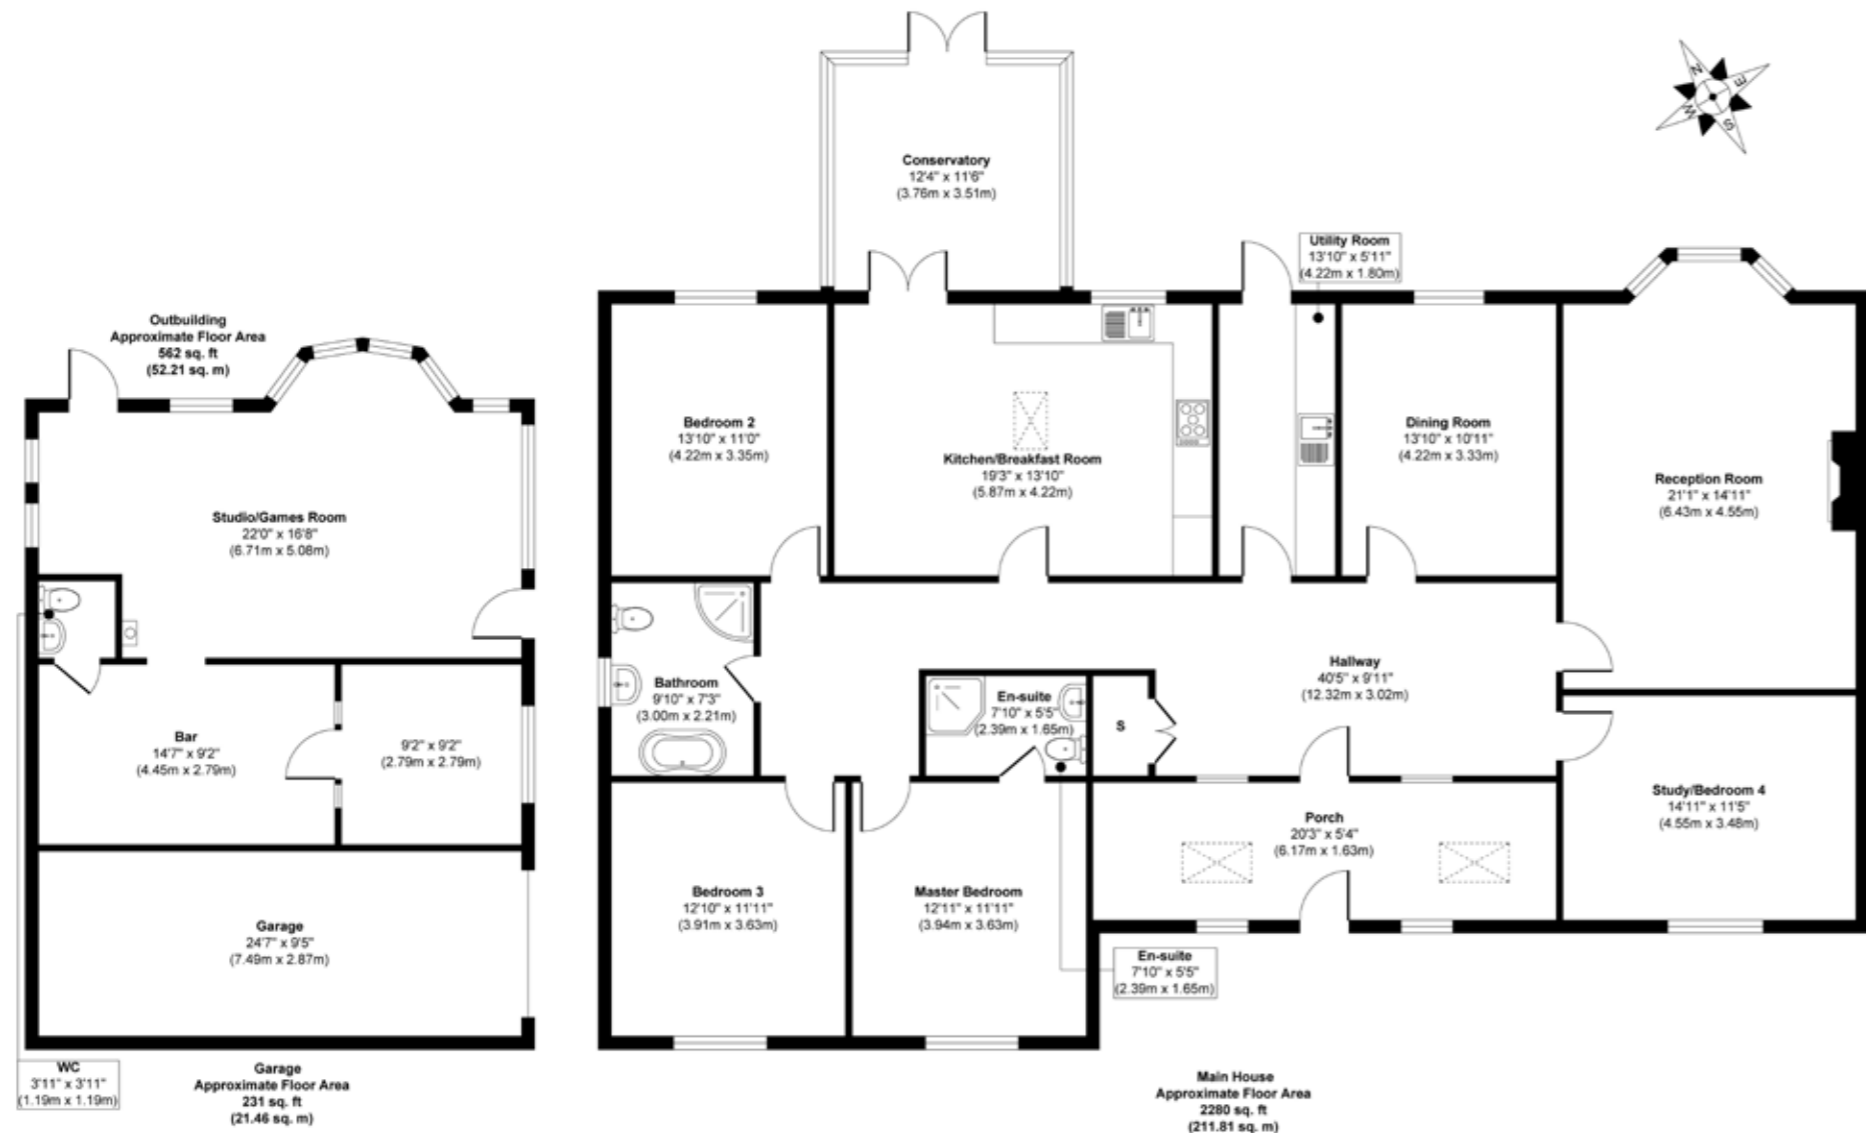 N
E
W
S
Conservatory
12'4" x 11'6"
(3.76m x 3.51m)
Utility Room
13'10" x 5'11"
(4.22m x 1.80m)
Outbuilding
Approximate Floor Area
562 sq. ft
(52.21 sq. m)
Bedroom 2
13'10" x 11'0"
(4.22m x 3.35m)
Kitchen/Breakfast Room
19'3" x 13'10"
(5.87m x 4.22m)
Dining Room
13'10" x 10'11"
(4.22m x 3.33m)
Reception Room
21'1" x 14'11"
(6.43m x 4.55m)
Studio/Games Room
22'0" x 16'8"
(6.71m x 5.08m)
Bathroom
9'10" x 7'3"
(3.00m x 2.21m)
En-suite
7'10" x 5'5"
(2.39m x 1.65m)
S
Hallway
40'5" x 9'11"
(12.32m x 3.02m)
Bar
14'7" x 9'2"
(4.45m x 2.79m)
9'2" x 9'2"
(2.79m x 2.79m)
Porch
20'3" x 5'4"
(6.17m x 1.63m)
Study/Bedroom 4
14'11" x 11'5"
(4.55m x 3.48m)
Bedroom 3
12'10" x 11'11"
(3.91m x 3.63m)
Master Bedroom
12'11" x 11'11"
(3.94m x 3.63m)
Garage
24'7" x 9'5"
(7.49m x 2.87m)
En-suite
7'10" x 5'5"
(2.39m x 1.65m)
WC
3'11" x 3'11"
(1.19m x 1.19m)
Garage
Approximate Floor Area
231 sq. ft
(21.46 sq. m)
Main House
Approximate Floor Area
2280 sq. ft
(211.81 sq. m)